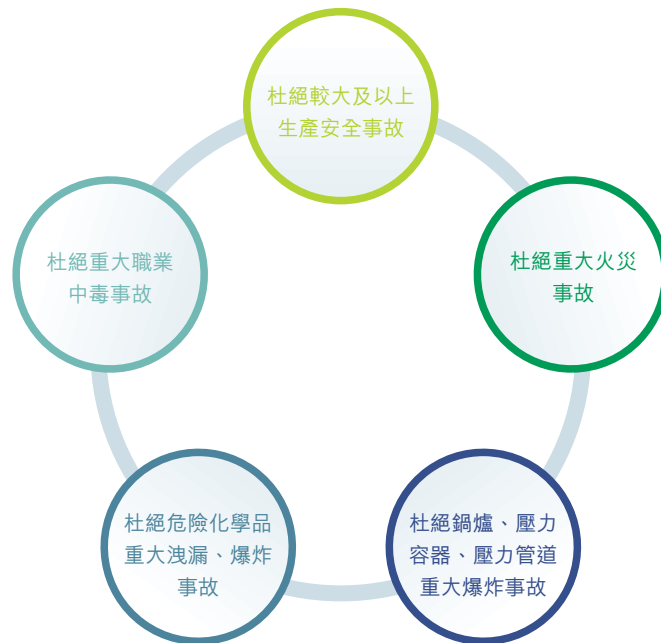 杜絕較大及以上
生產安全事故
杜絕重大火災
事故
杜絕鍋爐、壓力
容器、壓力管道
重大爆炸事故
杜絕危險化學品
重大洩漏、爆炸
事故
杜絕重大職業
中毒事故